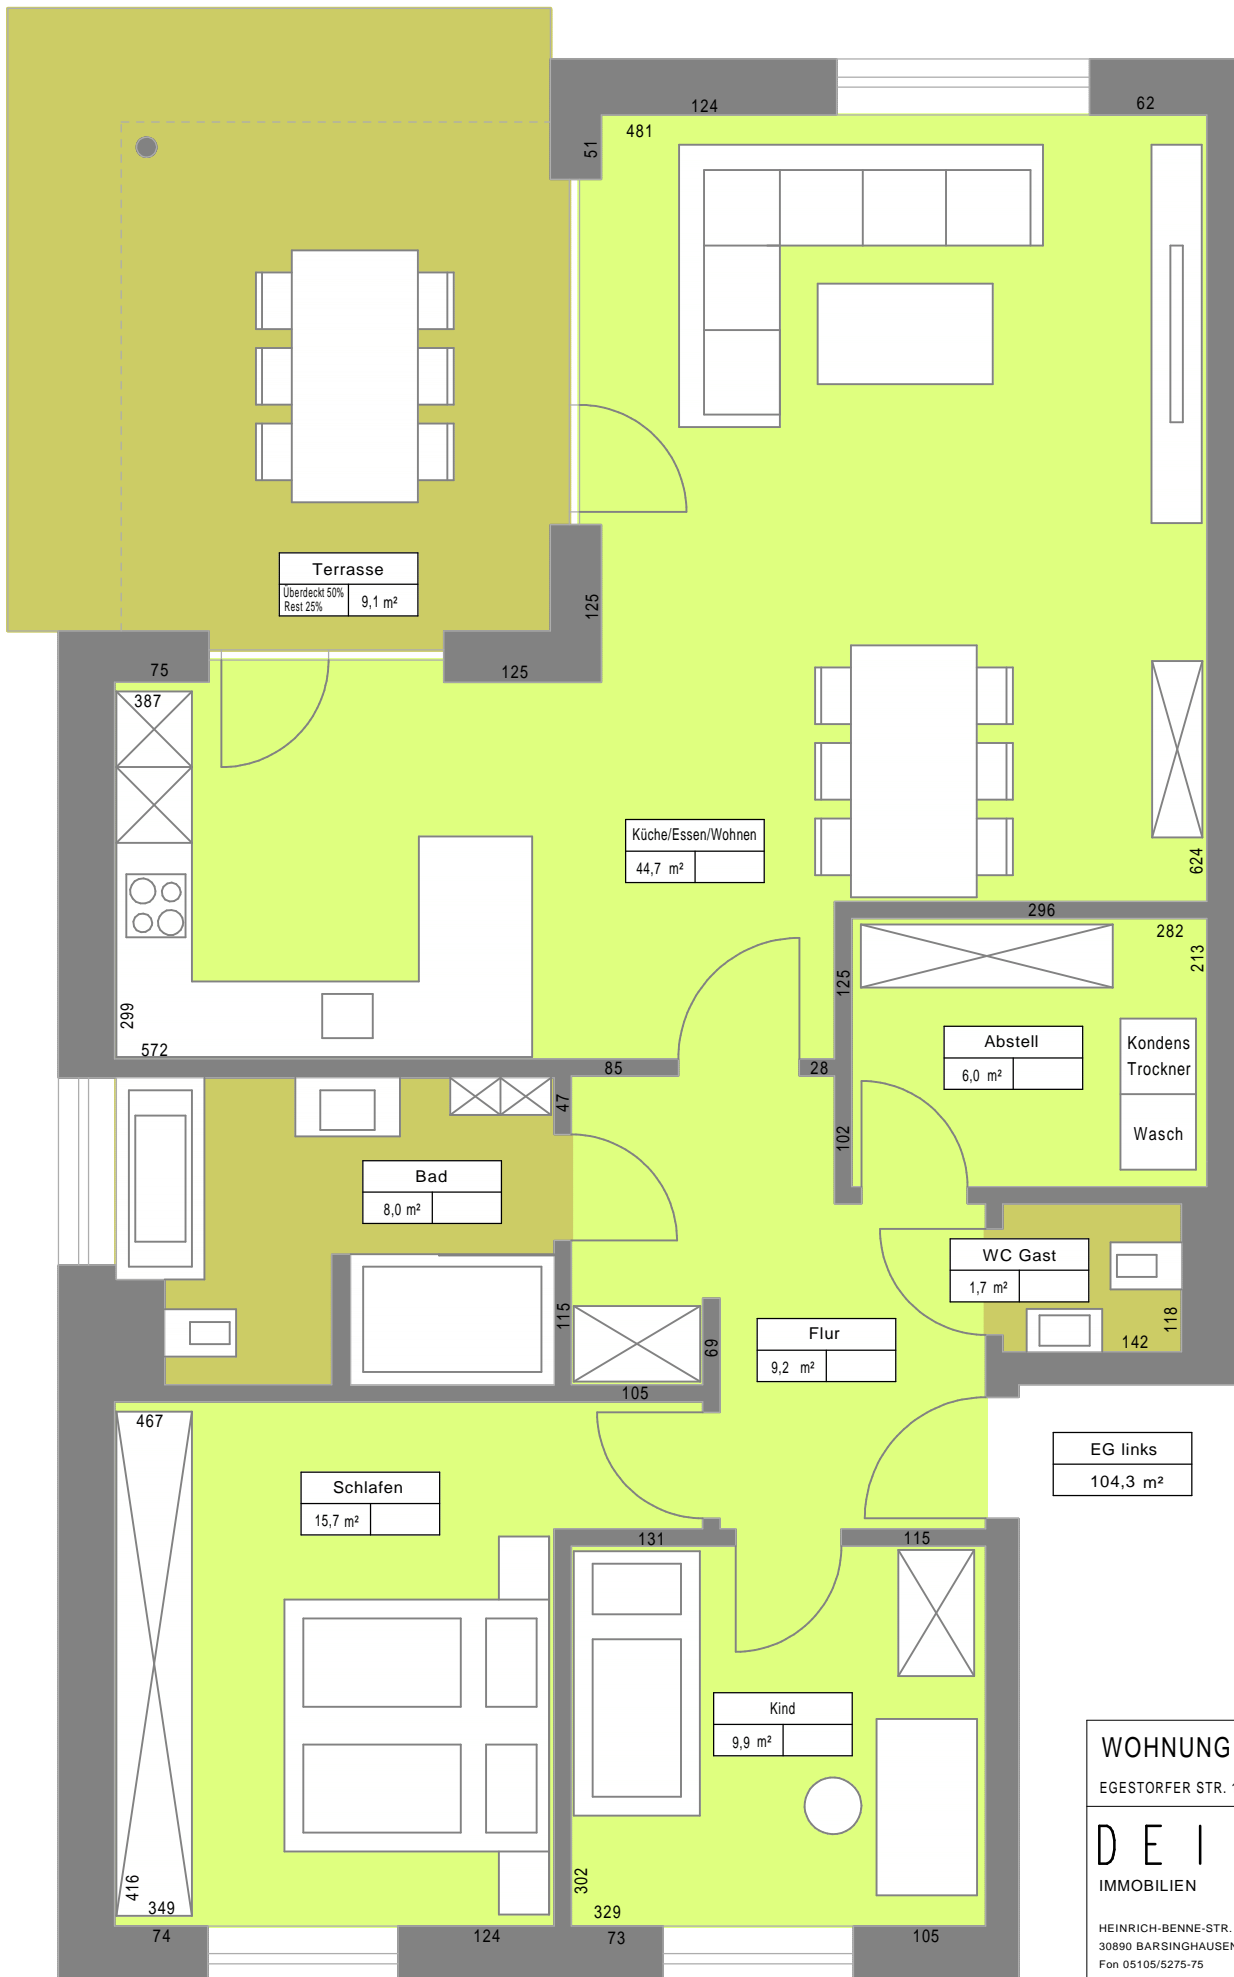 124
62
481
51
Terrasse
Überdeckt 50%
Rest 25%
9,1 m²
125
75
125
387
Küche/Essen/Wohnen
44,7 m²
624
296
282
213
125
299
572
Abstell
6,0 m²
Kondens
Trockner
Wasch
85
28
47
102
Bad
8,0 m²
WC Gast
1,7 m²
118
142
115
69
Flur
9,2 m²
105
467
EG links
104,3 m²
Schlafen
15,7 m²
131
115
Kind
9,9 m²
416
349
302
329
74
124
73
105
WOHNUNG
EGESTORFER STR.
D E I
IMMOBILIEN
HEINRICH-BENNE-STR.
30890 BARSINGHAUSEN
Fon 05105/5275-75